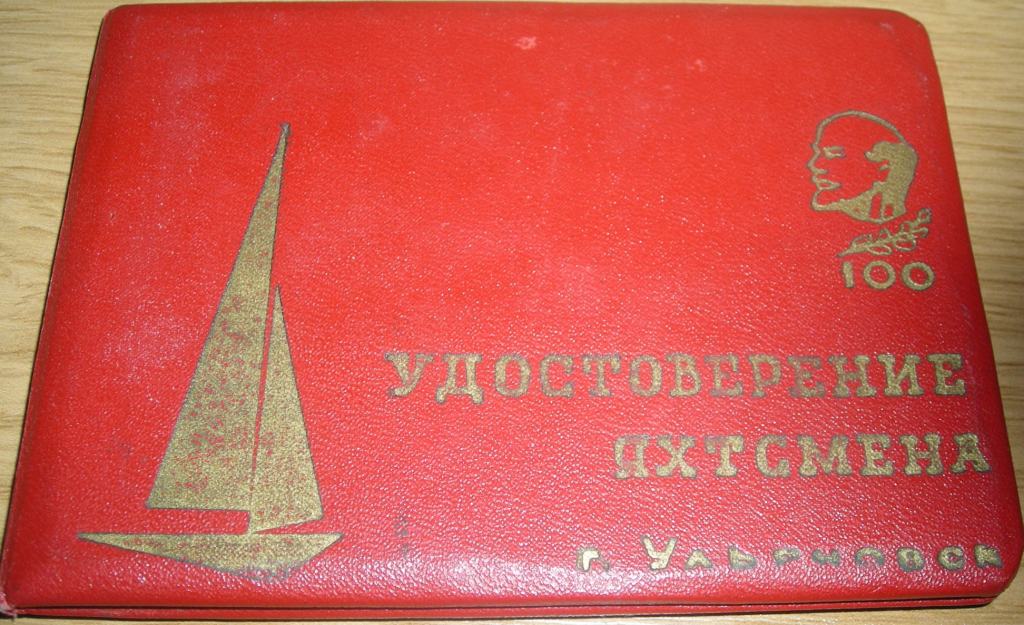 100
УДОСТОВЕРЕНИЕ
ЯХТСМЕНА
г. Ульяновск